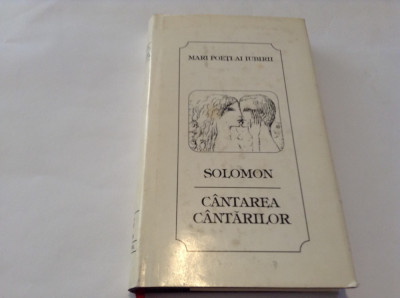 MARI POEȚI AI IUBIRII
SOLOMON
CÂNTAREA
CÂNTĂRILOR